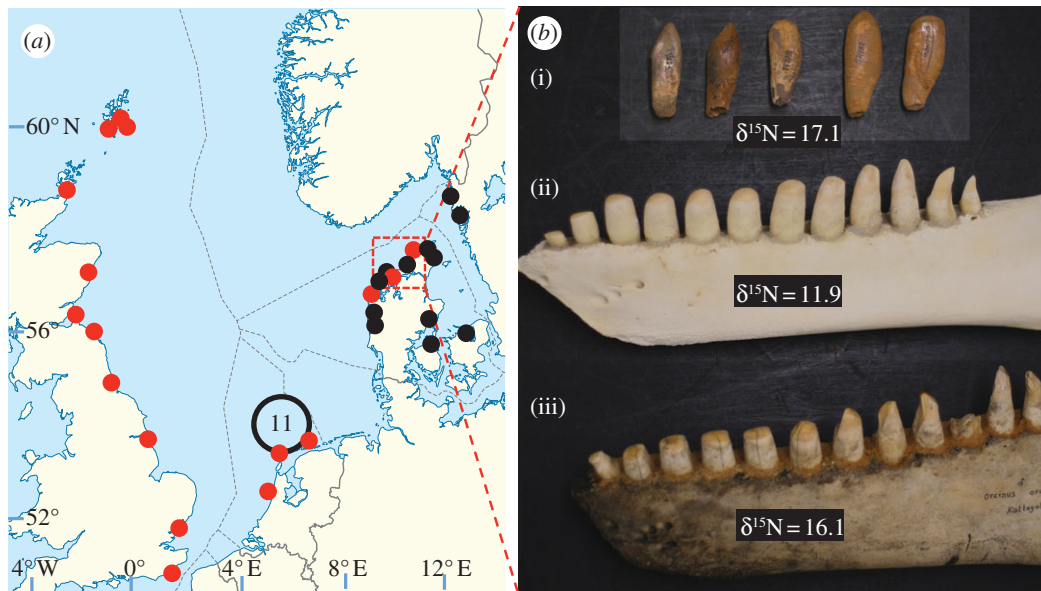 (a)
60° N
56°
11
52°
4° W
0°
4° E
8° E
12° E
(b)
(i)
δ¹⁵N = 17.1
(ii)
δ¹⁵N = 11.9
(iii)
δ¹⁵N = 16.1
♂
Orcinus